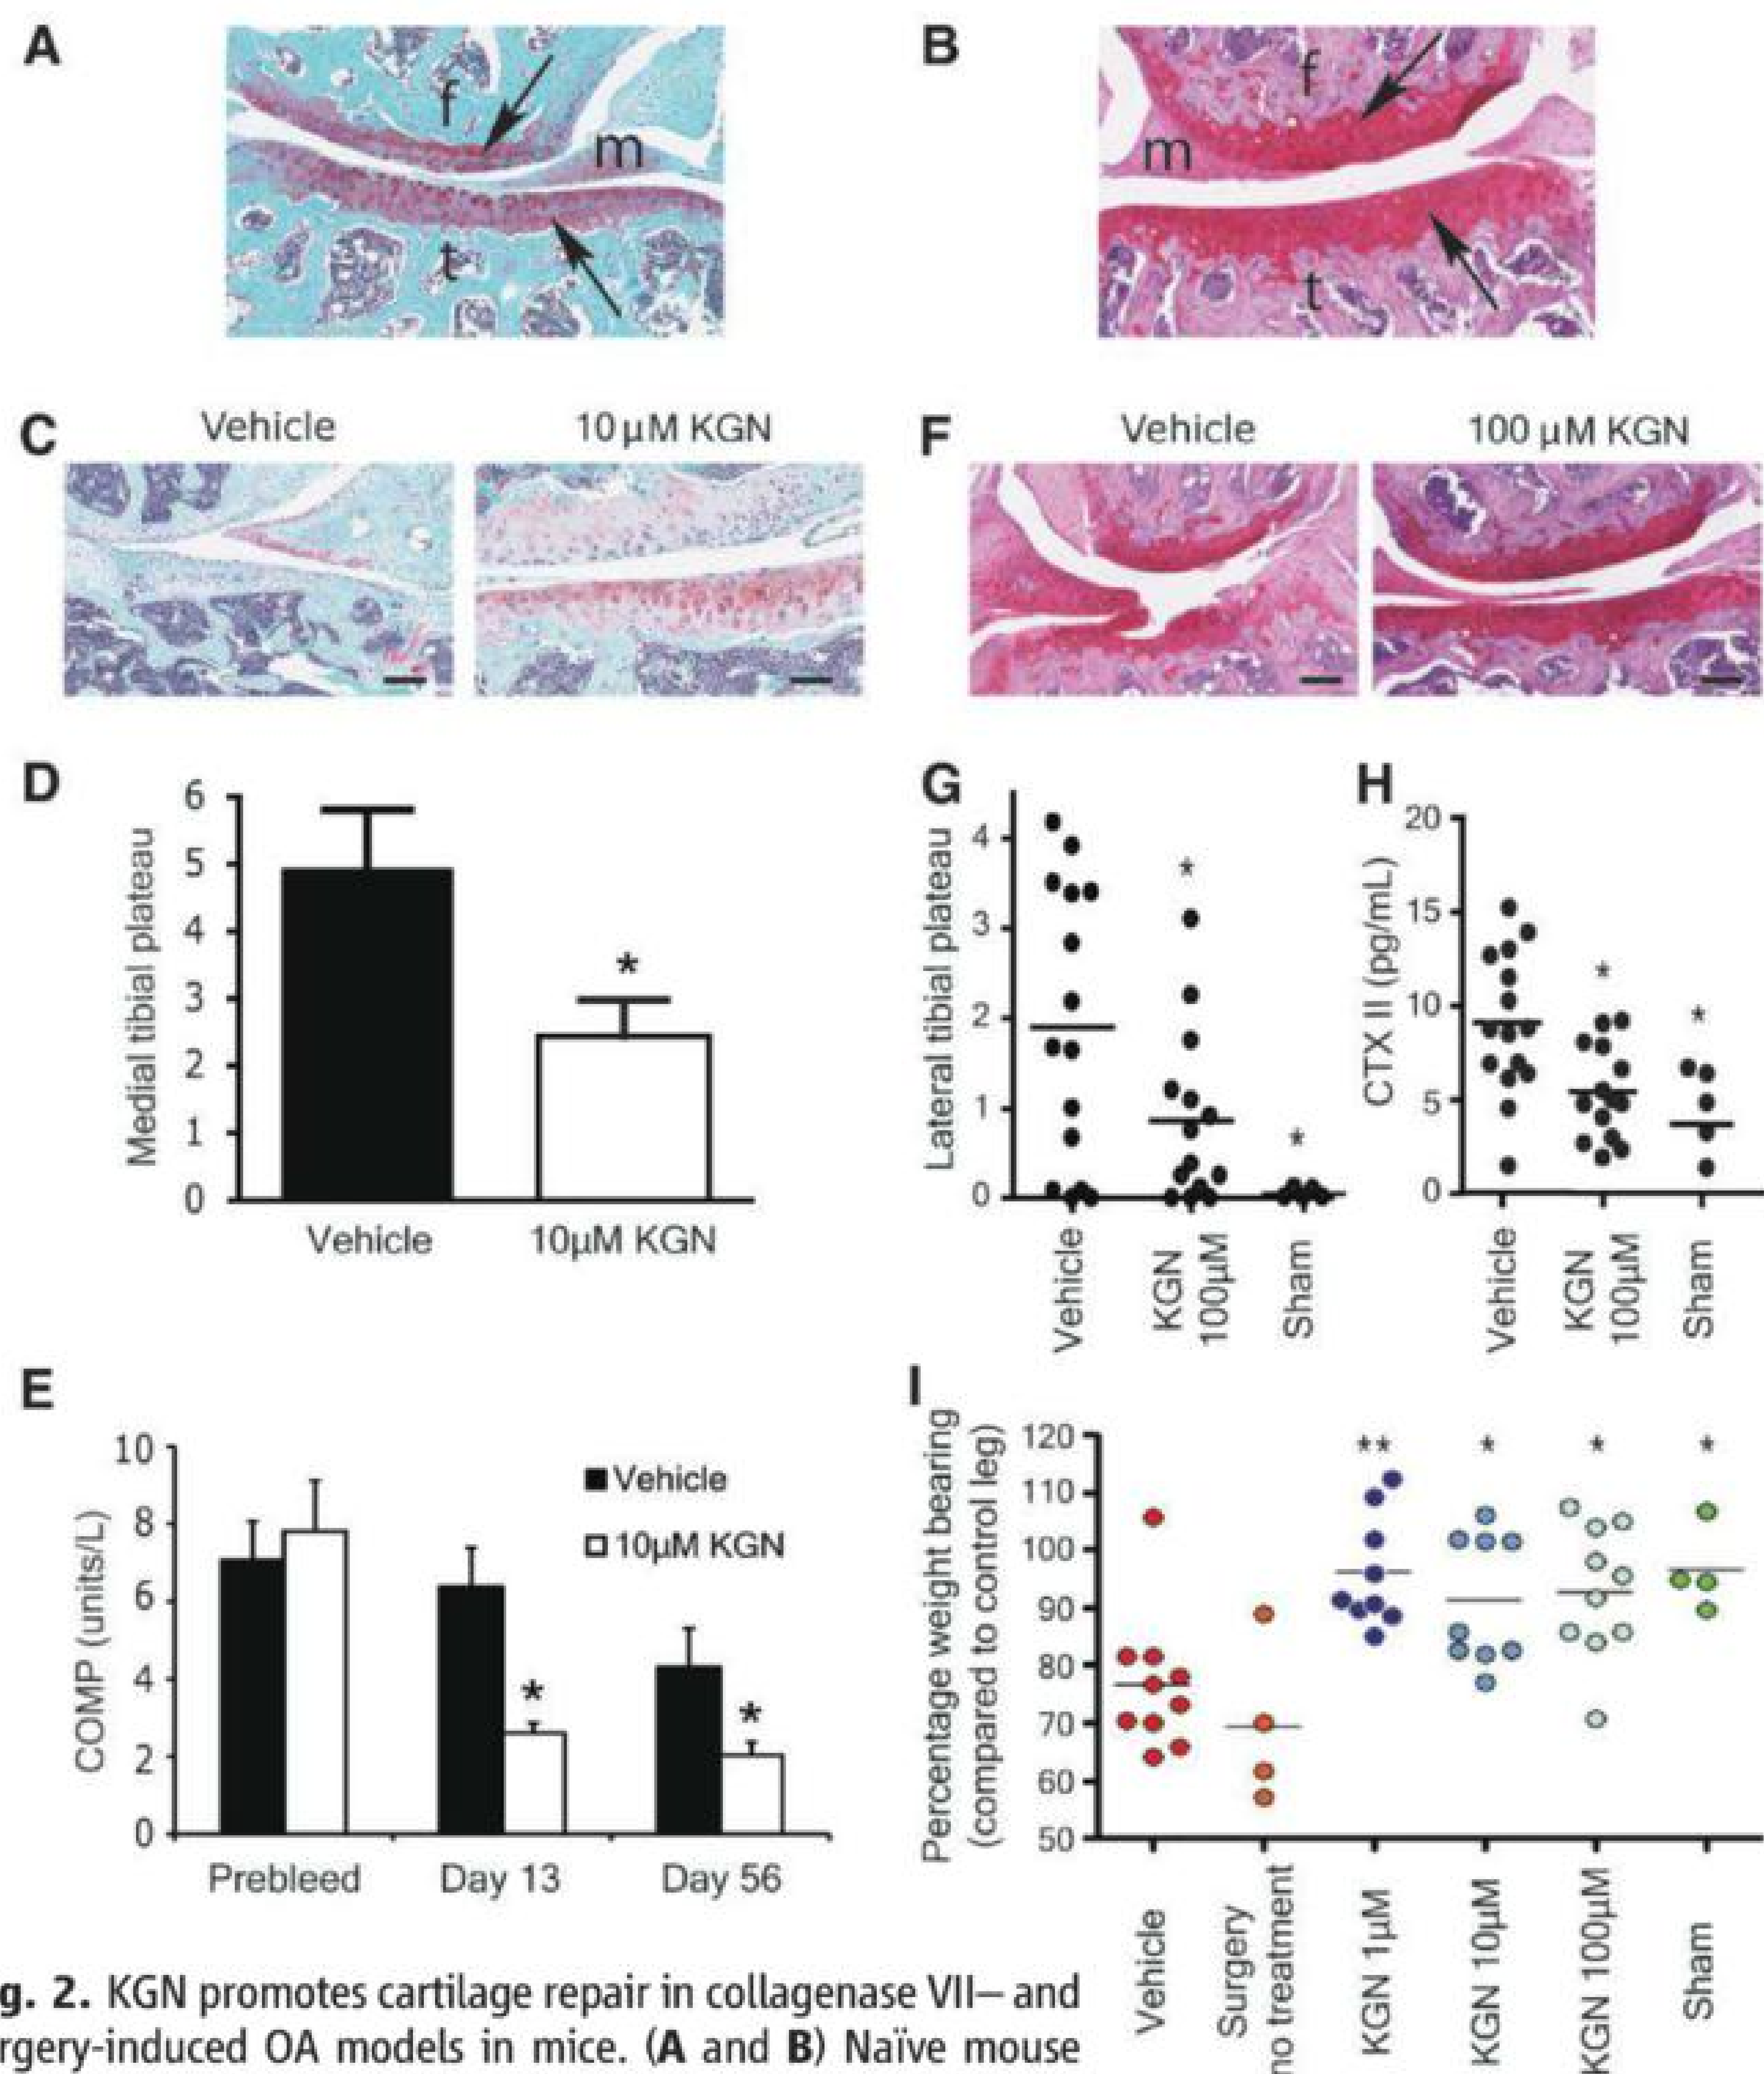 A
f
m
t
B
f
m
t
C
Vehicle
10 µM KGN
F
Vehicle
100 µM KGN
D
Medial tibial plateau
6
5
4
3
2
1
0
*
Vehicle
10µM KGN
G
Lateral tibial plateau
4
3
2
1
0
*
*
Vehicle
KGN
100µM
Sham
H
CTX II (pg/mL)
20
15
10
5
0
*
*
Vehicle
KGN
100µM
Sham
E
COMP (units/L)
10
8
6
4
2
0
Vehicle
10µM KGN
*
*
Prebleed
Day 13
Day 56
I
Percentage weight bearing
(compared to control leg)
120
110
100
90
80
70
60
50
**
*
*
*
Vehicle
Surgery
no treatment
KGN 1µM
KGN 10µM
KGN 100µM
Sham
g. 2. KGN promotes cartilage repair in collagenase VII– and
rgery-induced OA models in mice. (A and B) Naïve mouse